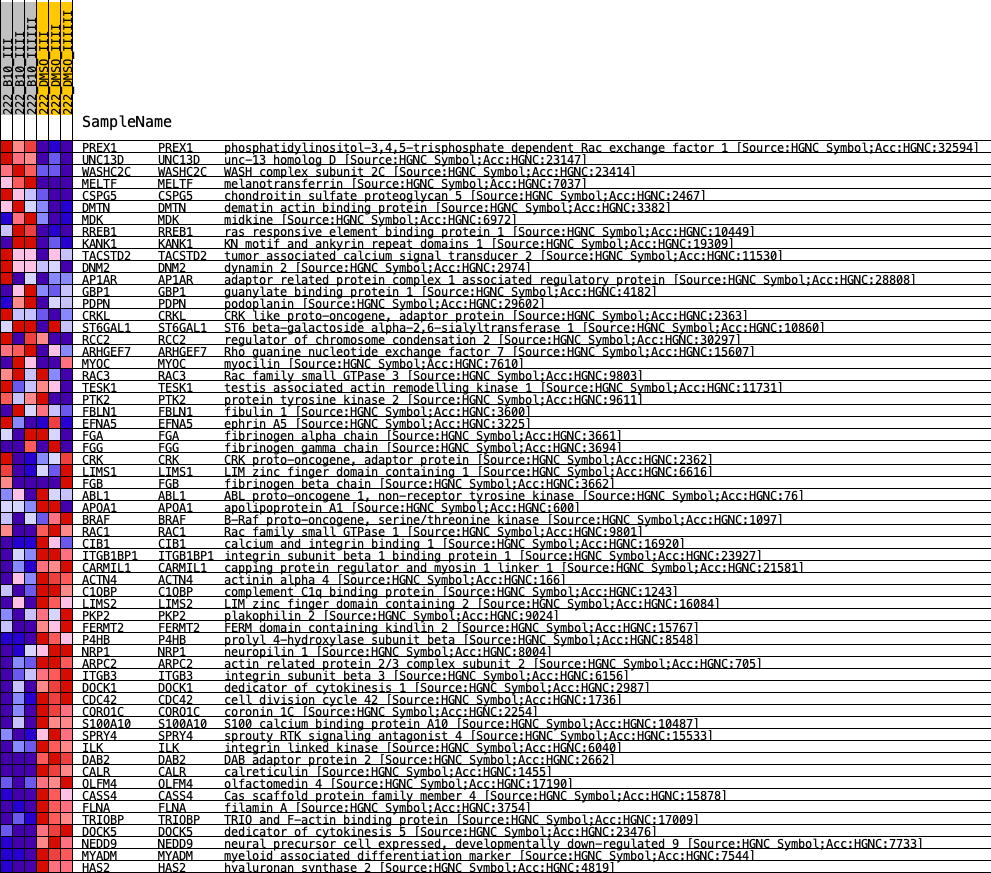 222_B10_III
222_B10_IIII
222_B10_IIIIII
222_DMSO_III
222_DMSO_IIII
222_DMSO_IIIIII
SampleName
PREX1 PREX1 phosphatidylinositol-3,4,5-trisphosphate dependent Rac exchange factor 1 [Source:HGNC Symbol;Acc:HGNC:32594]
UNC13D UNC13D unc-13 homolog D [Source:HGNC Symbol;Acc:HGNC:23147]
WASHC2C WASHC2C WASH complex subunit 2C [Source:HGNC Symbol;Acc:HGNC:23414]
MELTF MELTF melanotransferrin [Source:HGNC Symbol;Acc:HGNC:7037]
CSPG5 CSPG5 chondroitin sulfate proteoglycan 5 [Source:HGNC Symbol;Acc:HGNC:2467]
DMTN DMTN dematin actin binding protein [Source:HGNC Symbol;Acc:HGNC:3382]
MDK MDK midkine [Source:HGNC Symbol;Acc:HGNC:6972]
RREB1 RREB1 ras responsive element binding protein 1 [Source:HGNC Symbol;Acc:HGNC:10449]
KANK1 KANK1 KN motif and ankyrin repeat domains 1 [Source:HGNC Symbol;Acc:HGNC:19309]
TACSTD2 TACSTD2 tumor associated calcium signal transducer 2 [Source:HGNC Symbol;Acc:HGNC:11530]
DNM2 DNM2 dynamin 2 [Source:HGNC Symbol;Acc:HGNC:2974]
AP1AR AP1AR adaptor related protein complex 1 associated regulatory protein [Source:HGNC Symbol;Acc:HGNC:28808]
GBP1 GBP1 guanylate binding protein 1 [Source:HGNC Symbol;Acc:HGNC:4182]
PDPN PDPN podoplanin [Source:HGNC Symbol;Acc:HGNC:29602]
CRKL CRKL CRK like proto-oncogene, adaptor protein [Source:HGNC Symbol;Acc:HGNC:2363]
ST6GAL1 ST6GAL1 ST6 beta-galactoside alpha-2,6-sialyltransferase 1 [Source:HGNC Symbol;Acc:HGNC:10860]
RCC2 RCC2 regulator of chromosome condensation 2 [Source:HGNC Symbol;Acc:HGNC:30297]
ARHGEF7 ARHGEF7 Rho guanine nucleotide exchange factor 7 [Source:HGNC Symbol;Acc:HGNC:15607]
MYOC MYOC myocilin [Source:HGNC Symbol;Acc:HGNC:7610]
RAC3 RAC3 Rac family small GTPase 3 [Source:HGNC Symbol;Acc:HGNC:9803]
TESK1 TESK1 testis associated actin remodelling kinase 1 [Source:HGNC Symbol;Acc:HGNC:11731]
PTK2 PTK2 protein tyrosine kinase 2 [Source:HGNC Symbol;Acc:HGNC:9611]
FBLN1 FBLN1 fibulin 1 [Source:HGNC Symbol;Acc:HGNC:3600]
EFNA5 EFNA5 ephrin A5 [Source:HGNC Symbol;Acc:HGNC:3225]
FGA FGA fibrinogen alpha chain [Source:HGNC Symbol;Acc:HGNC:3661]
FGG FGG fibrinogen gamma chain [Source:HGNC Symbol;Acc:HGNC:3694]
CRK CRK CRK proto-oncogene, adaptor protein [Source:HGNC Symbol;Acc:HGNC:2362]
LIMS1 LIMS1 LIM zinc finger domain containing 1 [Source:HGNC Symbol;Acc:HGNC:6616]
FGB FGB fibrinogen beta chain [Source:HGNC Symbol;Acc:HGNC:3662]
ABL1 ABL1 ABL proto-oncogene 1, non-receptor tyrosine kinase [Source:HGNC Symbol;Acc:HGNC:76]
APOA1 APOA1 apolipoprotein A1 [Source:HGNC Symbol;Acc:HGNC:600]
BRAF BRAF B-Raf proto-oncogene, serine/threonine kinase [Source:HGNC Symbol;Acc:HGNC:1097]
RAC1 RAC1 Rac family small GTPase 1 [Source:HGNC Symbol;Acc:HGNC:9801]
CIB1 CIB1 calcium and integrin binding 1 [Source:HGNC Symbol;Acc:HGNC:16920]
ITGB1BP1 ITGB1BP1 integrin subunit beta 1 binding protein 1 [Source:HGNC Symbol;Acc:HGNC:23927]
CARMIL1 CARMIL1 capping protein regulator and myosin 1 linker 1 [Source:HGNC Symbol;Acc:HGNC:21581]
ACTN4 ACTN4 actinin alpha 4 [Source:HGNC Symbol;Acc:HGNC:166]
C1QBP C1QBP complement C1q binding protein [Source:HGNC Symbol;Acc:HGNC:1243]
LIMS2 LIMS2 LIM zinc finger domain containing 2 [Source:HGNC Symbol;Acc:HGNC:16084]
PKP2 PKP2 plakophilin 2 [Source:HGNC Symbol;Acc:HGNC:9024]
FERMT2 FERMT2 FERM domain containing kindlin 2 [Source:HGNC Symbol;Acc:HGNC:15767]
P4HB P4HB prolyl 4-hydroxylase subunit beta [Source:HGNC Symbol;Acc:HGNC:8548]
NRP1 NRP1 neuropilin 1 [Source:HGNC Symbol;Acc:HGNC:8004]
ARPC2 ARPC2 actin related protein 2/3 complex subunit 2 [Source:HGNC Symbol;Acc:HGNC:705]
ITGB3 ITGB3 integrin subunit beta 3 [Source:HGNC Symbol;Acc:HGNC:6156]
DOCK1 DOCK1 dedicator of cytokinesis 1 [Source:HGNC Symbol;Acc:HGNC:2987]
CDC42 CDC42 cell division cycle 42 [Source:HGNC Symbol;Acc:HGNC:1736]
CORO1C CORO1C coronin 1C [Source:HGNC Symbol;Acc:HGNC:2254]
S100A10 S100A10 S100 calcium binding protein A10 [Source:HGNC Symbol;Acc:HGNC:10487]
SPRY4 SPRY4 sprouty RTK signaling antagonist 4 [Source:HGNC Symbol;Acc:HGNC:15533]
ILK ILK integrin linked kinase [Source:HGNC Symbol;Acc:HGNC:6040]
DAB2 DAB2 DAB adaptor protein 2 [Source:HGNC Symbol;Acc:HGNC:2662]
CALR CALR calreticulin [Source:HGNC Symbol;Acc:HGNC:1455]
OLFM4 OLFM4 olfactomedin 4 [Source:HGNC Symbol;Acc:HGNC:17190]
CASS4 CASS4 Cas scaffold protein family member 4 [Source:HGNC Symbol;Acc:HGNC:15878]
FLNA FLNA filamin A [Source:HGNC Symbol;Acc:HGNC:3754]
TRIOBP TRIOBP TRIO and F-actin binding protein [Source:HGNC Symbol;Acc:HGNC:17009]
DOCK5 DOCK5 dedicator of cytokinesis 5 [Source:HGNC Symbol;Acc:HGNC:23476]
NEDD9 NEDD9 neural precursor cell expressed, developmentally down-regulated 9 [Source:HGNC Symbol;Acc:HGNC:7733]
MYADM MYADM myeloid associated differentiation marker [Source:HGNC Symbol;Acc:HGNC:7544]
HAS2 HAS2 hyaluronan synthase 2 [Source:HGNC Symbol;Acc:HGNC:4819]